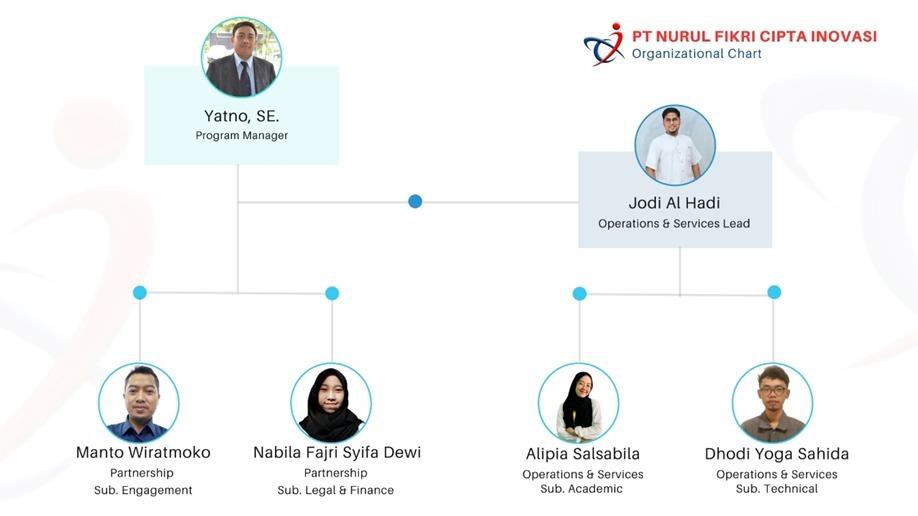 PT NURUL FIKRI CIPTA INOVASI
Organizational Chart
Yatno, SE.
Program Manager
Jodi Al Hadi
Operations & Services Lead
Manto Wiratmoko
Partnership
Sub. Engagement
Nabila Fajri Syifa Dewi
Partnership
Sub. Legal & Finance
Alipia Salsabila
Operations & Services
Sub. Academic
Dhodi Yoga Sahida
Operations & Services
Sub. Technical